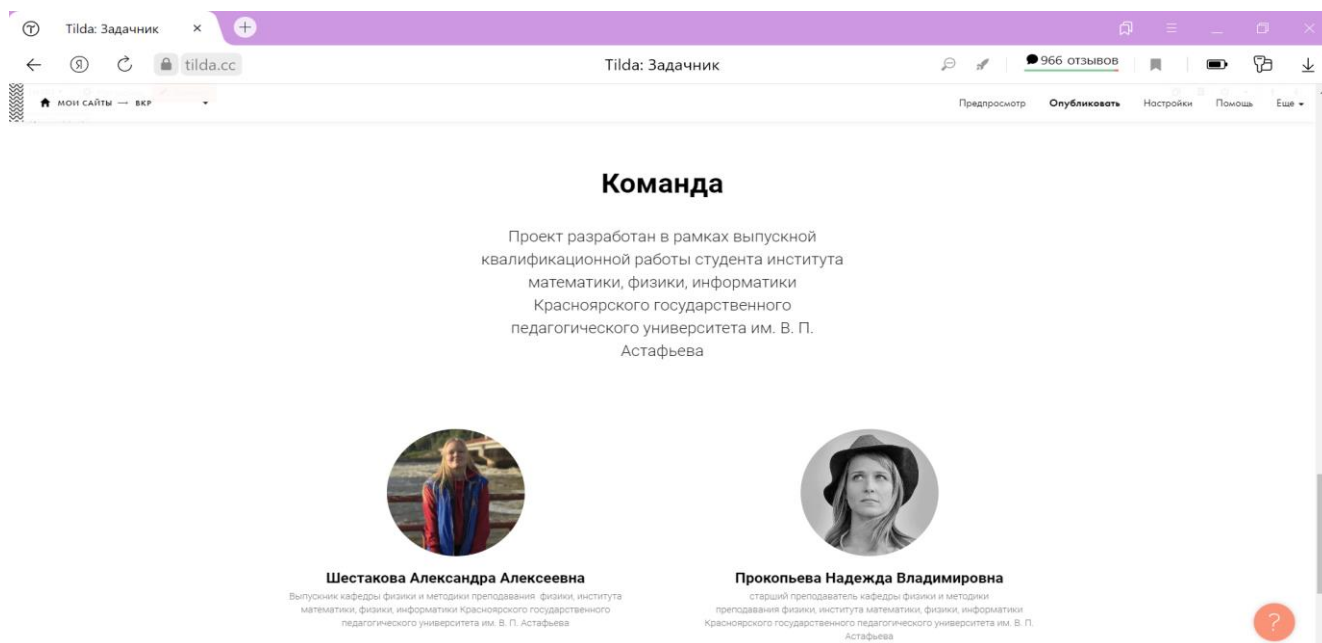 Tilda: Задачник
tilda.cc
Tilda: Задачник
966 отзывов
МОИ САЙТЫ — ВКР
Предпросмотр Опубликовать Настройки Помощь Еще
Команда
Проект разработан в рамках выпускной
квалификационной работы студента института
математики, физики, информатики
Красноярского государственного
педагогического университета им. В. П.
Астафьева
Шестакова Александра Алексеевна
Выпускник кафедры физики и методики преподавания физики, института
математики, физики, информатики Красноярского государственного
педагогического университета им. В. П. Астафьева
Прокопьева Надежда Владимировна
старший преподаватель кафедры физики и методики
преподавания физики, института математики, физики, информатики
Красноярского государственного педагогического университета им. В. П.
Астафьева
?